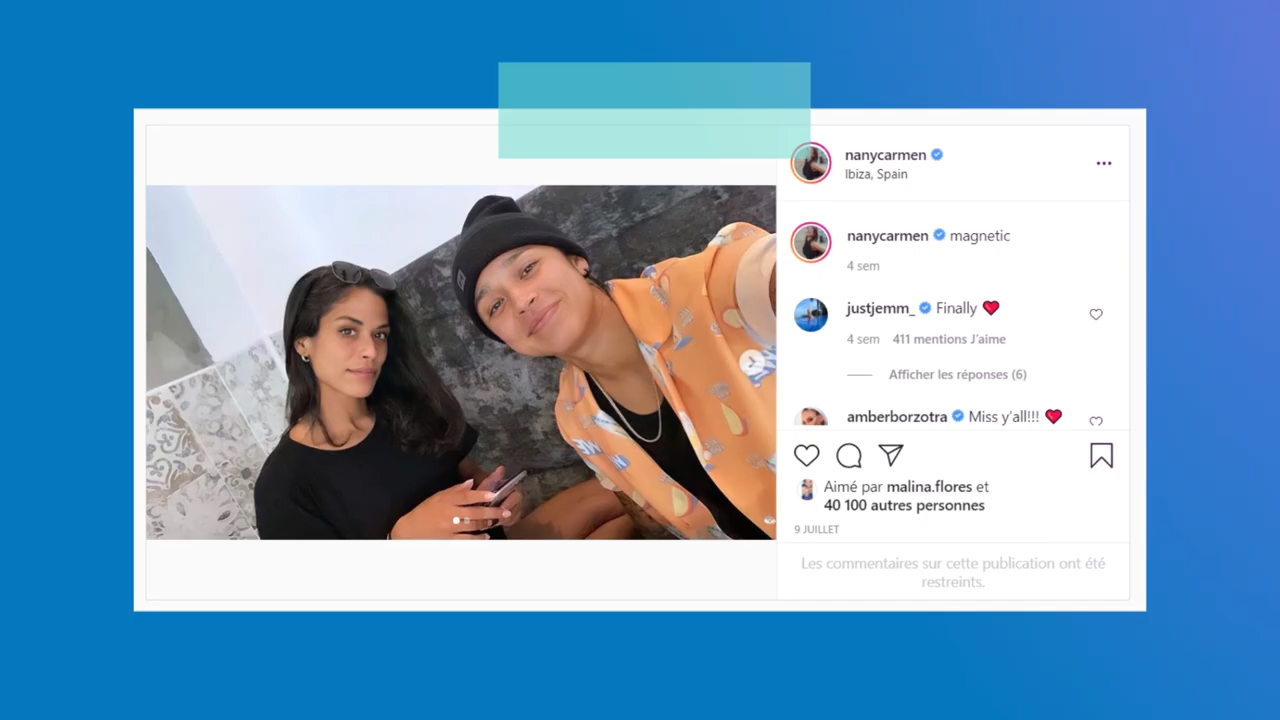 nanycarmen
Ibiza, Spain
nanycarmen magnetic
4 sem
justjemm_ Finally
4 sem 411 mentions J'aime
Afficher les réponses (6)
amberborzotra Miss y'all!!!
Aimé par malina.flores et
40 100 autres personnes
9 JUILLET
Les commentaires sur cette publication ont été
restreints.